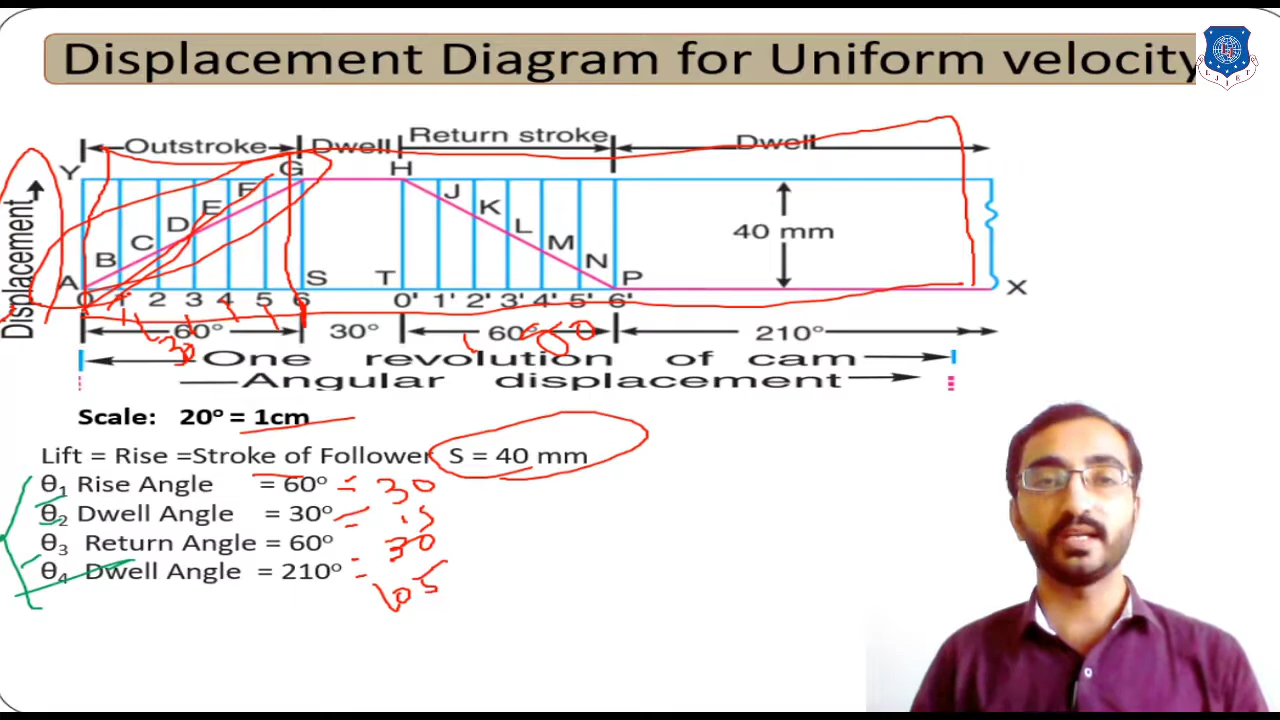 Displacement Diagram for Uniform velocity
Outstroke Dwell Return stroke Dwell
Y G H
Displacement
F J
E K
D L 40 mm
C M
B N
A S T P
X
0 1 2 3 4 5 6 0' 1' 2' 3' 4' 5' 6'
60° 30° 60° 210°
30
One revolution of cam
Angular displacement
Scale: 20° = 1cm
Lift = Rise =Stroke of Follower S = 40 mm
θ1 Rise Angle = 60° = 30
θ2 Dwell Angle = 30° = 15
θ3 Return Angle = 60° = 30
θ4 Dwell Angle = 210° = 105